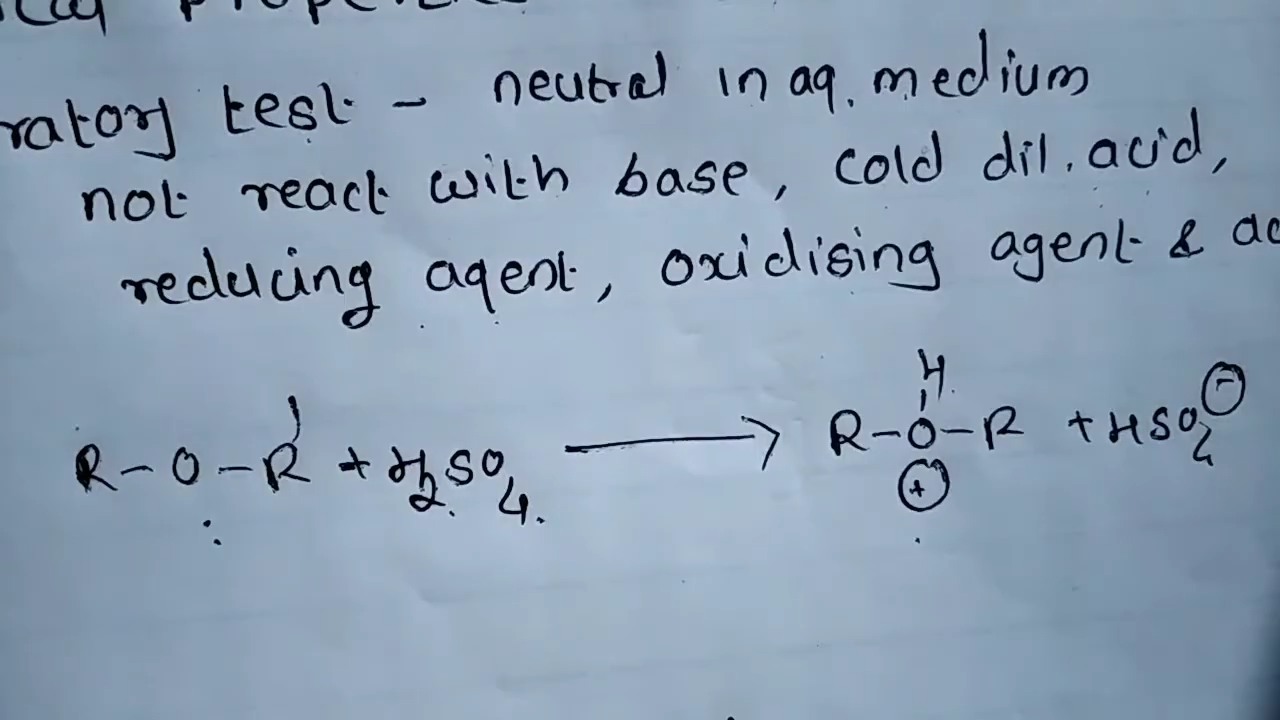 ratory test - neutral in aq. medium
not react with base, cold dil. acid,
reducing agent, oxidising agent &
H
R-O-R' + H2SO4. → R-O-R + HSO4⊖
⊕